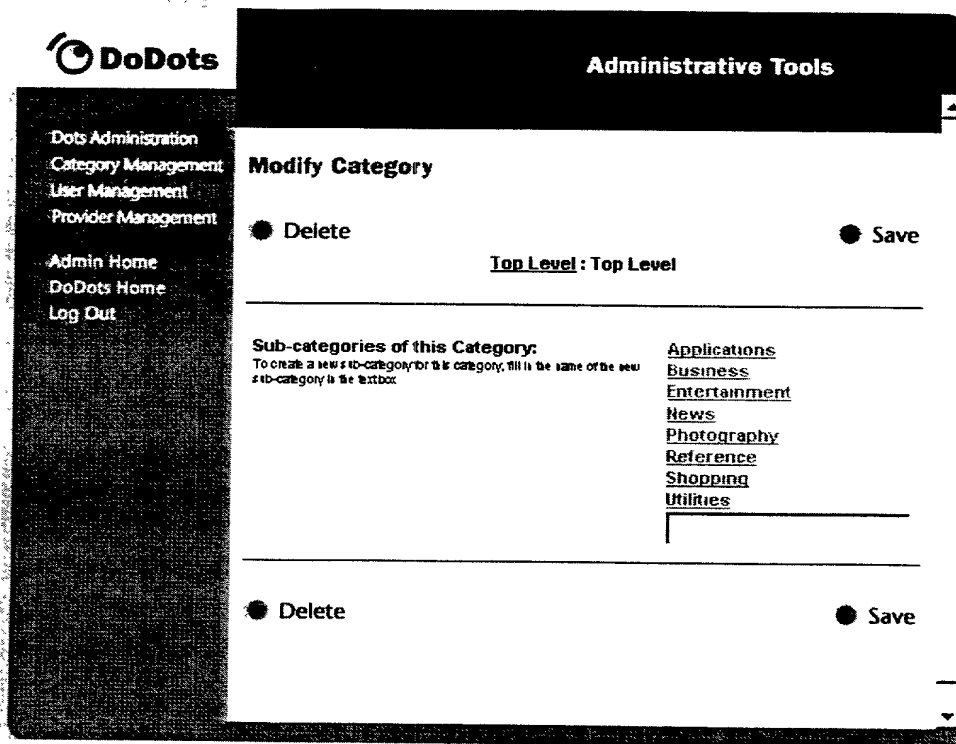 DoDots
Administrative Tools
Dots Administration
Category Management
User Management
Provider Management
Admin Home
DoDots Home
Log Out
Modify Category
Delete
Save
Top Level : Top Level
Sub-categories of this Category:
To create a new sub-category for this category, fill in the name of the new
sub-category in the textbox
Applications
Business
Entertainment
News
Photography
Reference
Shopping
Utilities
Delete
Save